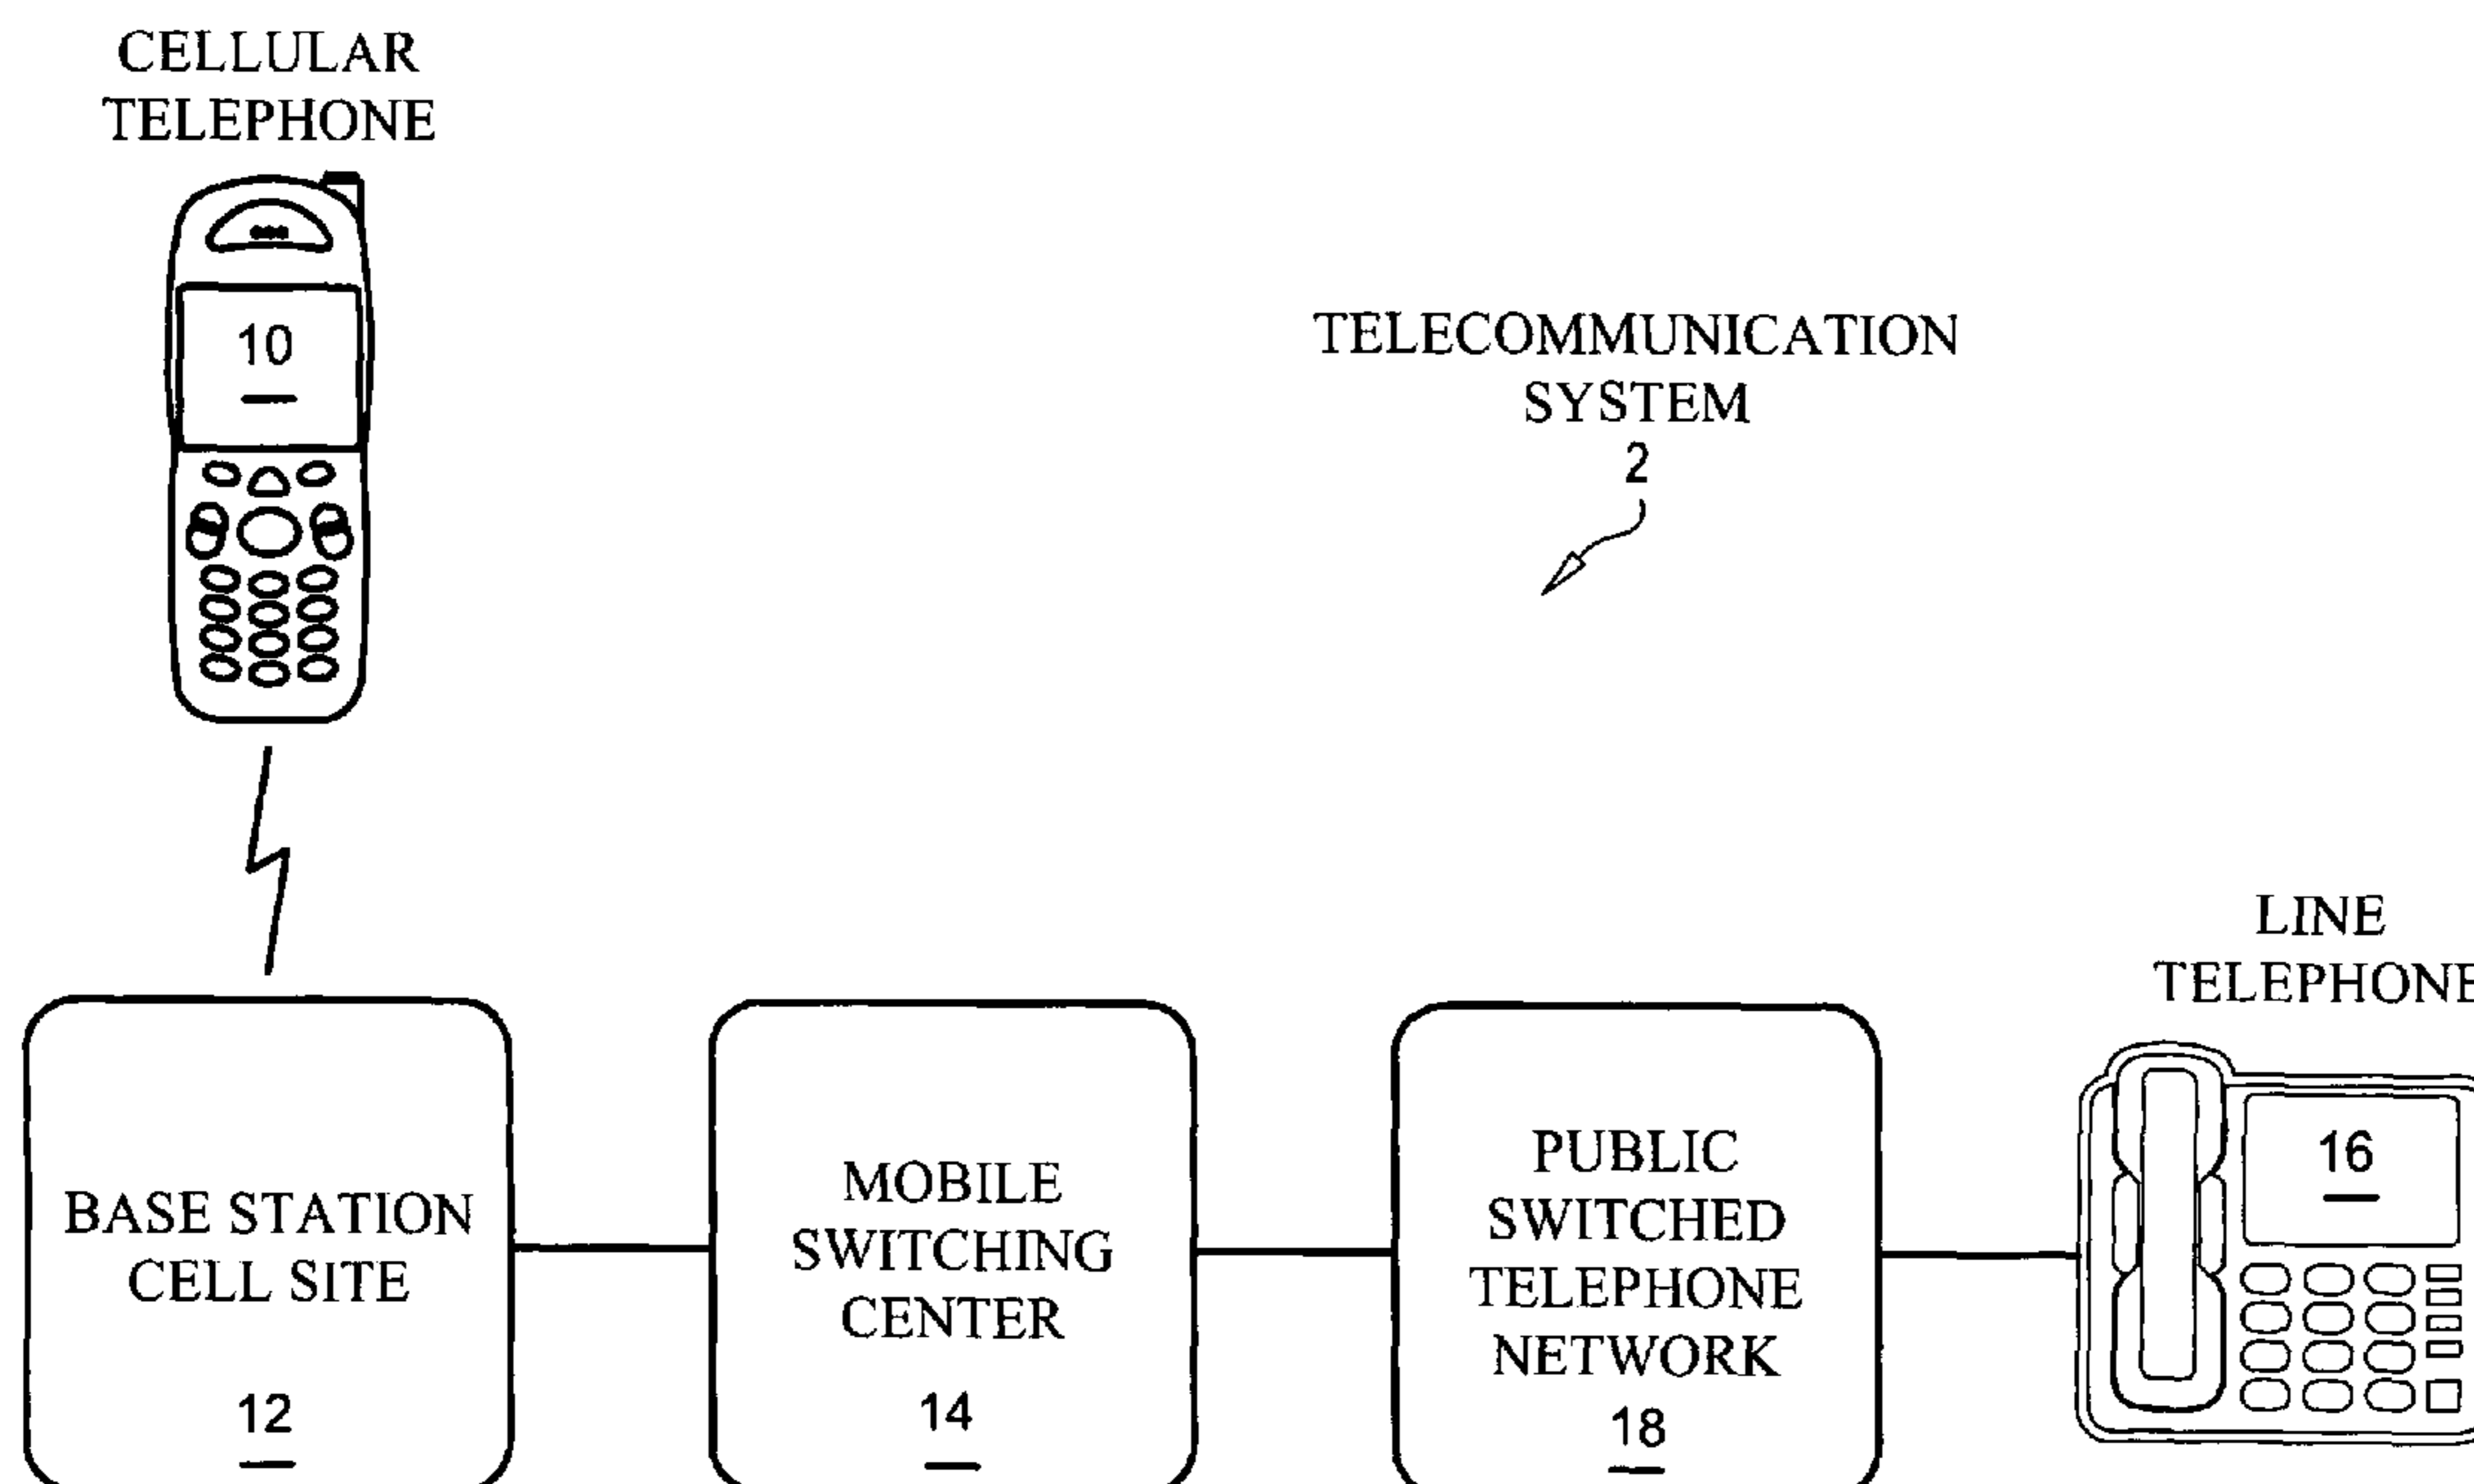 CELLULAR
TELEPHONE
10
TELECOMMUNICATION
SYSTEM
2
LINE
TELEPHONE
16
BASE STATION
CELL SITE
12
MOBILE
SWITCHING
CENTER
14
PUBLIC
SWITCHED
TELEPHONE
NETWORK
18